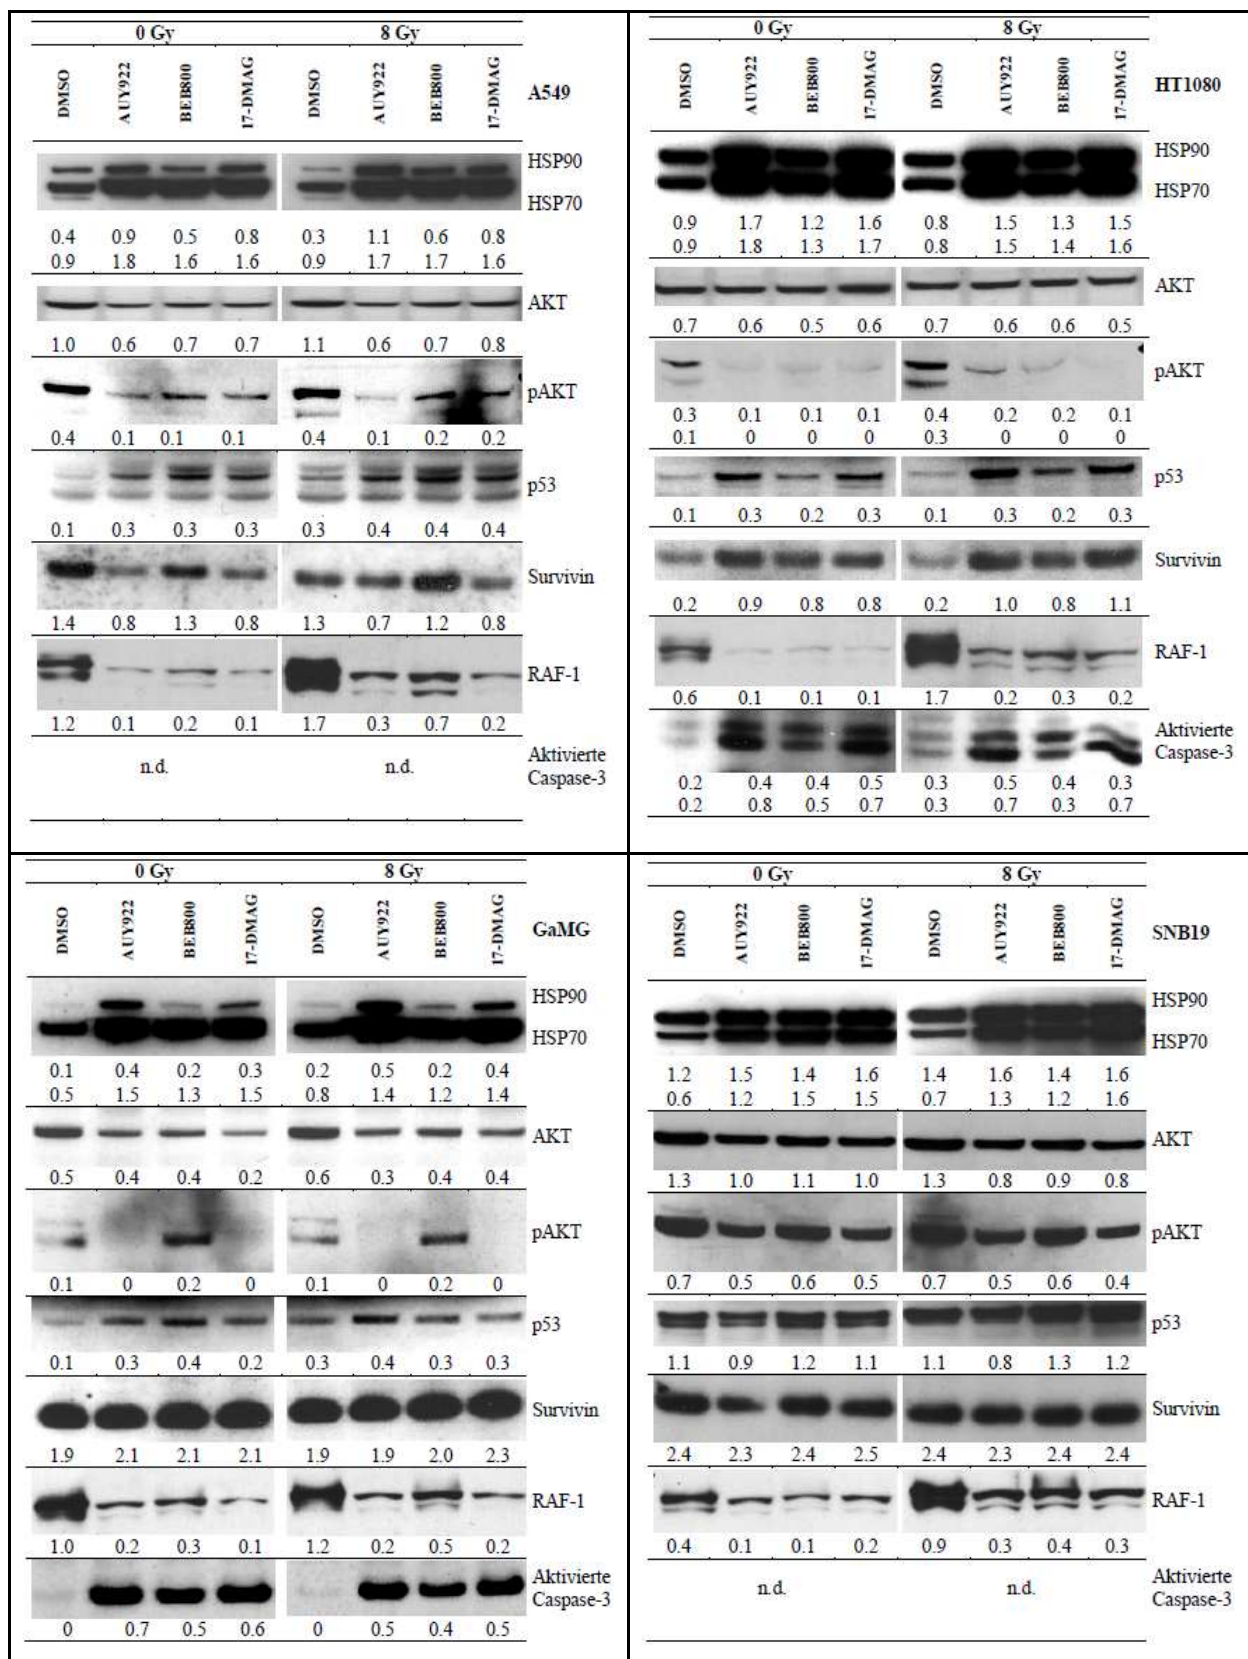 0 Gy 8 Gy
DMSO AUY922 BEB800 17-DMAG DMSO AUY922 BEB800 17-DMAG A549
HSP90
HSP70
0.4 0.9 0.5 0.8 0.3 1.1 0.6 0.8
0.9 1.8 1.6 1.6 0.9 1.7 1.7 1.6
AKT
1.0 0.6 0.7 0.7 1.1 0.6 0.7 0.8
pAKT
0.4 0.1 0.1 0.1 0.4 0.1 0.2 0.2
p53
0.1 0.3 0.3 0.3 0.3 0.4 0.4 0.4
Survivin
1.4 0.8 1.3 0.8 1.3 0.7 1.2 0.8
RAF-1
1.2 0.1 0.2 0.1 1.7 0.3 0.7 0.2
n.d. n.d. Aktivierte
Caspase-3
0 Gy 8 Gy
DMSO AUY922 BEB800 17-DMAG DMSO AUY922 BEB800 17-DMAG HT1080
HSP90
HSP70
0.9 1.7 1.2 1.6 0.8 1.5 1.3 1.5
0.9 1.8 1.3 1.7 0.8 1.5 1.4 1.6
AKT
0.7 0.6 0.5 0.6 0.7 0.6 0.6 0.5
pAKT
0.3 0.1 0.1 0.1 0.4 0.2 0.2 0.1
0.1 0 0 0 0.3 0 0 0
p53
0.1 0.3 0.2 0.3 0.1 0.3 0.2 0.3
Survivin
0.2 0.9 0.8 0.8 0.2 1.0 0.8 1.1
RAF-1
0.6 0.1 0.1 0.1 1.7 0.2 0.3 0.2
Aktivierte
Caspase-3
0.2 0.4 0.4 0.5 0.3 0.5 0.4 0.3
0.2 0.8 0.5 0.7 0.3 0.7 0.3 0.7
0 Gy 8 Gy
DMSO AUY922 BEB800 17-DMAG DMSO AUY922 BEB800 17-DMAG GaMG
HSP90
HSP70
0.1 0.4 0.2 0.3 0.2 0.5 0.2 0.4
0.5 1.5 1.3 1.5 0.8 1.4 1.2 1.4
AKT
0.5 0.4 0.4 0.2 0.6 0.3 0.4 0.4
pAKT
0.1 0 0.2 0 0.1 0 0.2 0
p53
0.1 0.3 0.4 0.2 0.3 0.4 0.3 0.3
Survivin
1.9 2.1 2.1 2.1 1.9 1.9 2.0 2.3
RAF-1
1.0 0.2 0.3 0.1 1.2 0.2 0.5 0.2
Aktivierte
Caspase-3
0 0.7 0.5 0.6 0 0.5 0.4 0.5
0 Gy 8 Gy
DMSO AUY922 BEB800 17-DMAG DMSO AUY922 BEB800 17-DMAG SNB19
HSP90
HSP70
1.2 1.5 1.4 1.6 1.4 1.6 1.4 1.6
0.6 1.2 1.5 1.5 0.7 1.3 1.2 1.6
AKT
1.3 1.0 1.1 1.0 1.3 0.8 0.9 0.8
pAKT
0.7 0.5 0.6 0.5 0.7 0.5 0.6 0.4
p53
1.1 0.9 1.2 1.1 1.1 0.8 1.3 1.2
Survivin
2.4 2.3 2.4 2.5 2.4 2.3 2.4 2.4
RAF-1
0.4 0.1 0.1 0.2 0.9 0.3 0.4 0.3
n.d. n.d. Aktivierte
Caspase-3